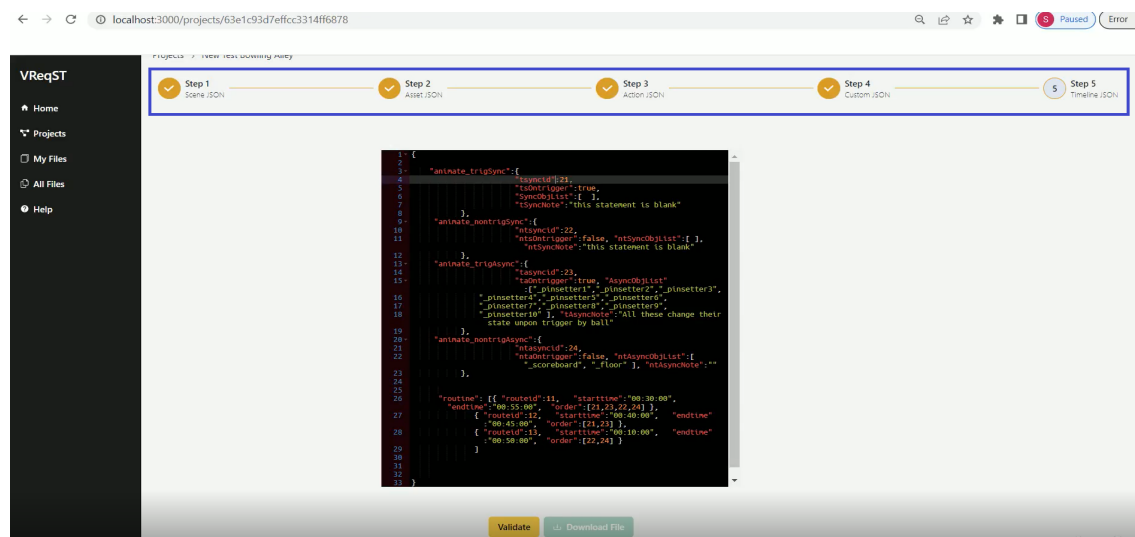 localhost:3000/projects/63e1c93d7effcc3314ff6878
S Paused
Error
Projects > New Test Bowling Alley
VReqST
Home
Projects
My Files
All Files
Help
Step 1
Scene JSON
Step 2
Asset JSON
Step 3
Action JSON
Step 4
Custom JSON
5
Step 5
Timeline JSON
1 {
2
3 "animate_trigSync":{
4 "tsyncid":21,
5 "tsOntrigger":true,
6 "SyncObjList":[ ],
7 "tSyncNote":"this statement is blank"
8 },
9 "animate_nontrigSync":{
10 "ntsyncid":22,
11 "ntsOntrigger":false, "ntSyncObjList":[ ],
"ntSyncNote":"this statement is blank"
12 },
13 "animate_trigAsync":{
14 "tasyncid":23,
15 "taOntrigger":true, "AsyncObjList"
:["_pinsetter1","_pinsetter2","_pinsetter3",
16 "_pinsetter4","_pinsetter5","_pinsetter6",
17 "_pinsetter7","_pinsetter8","_pinsetter9",
18 "_pinsetter10" ], "tAsyncNote":"All these change their
state unpon trigger by ball"
19 },
20 "animate_nontrigAsync":{
21 "ntasyncid":24,
22 "ntaOntrigger":false, "ntAsyncObjList":[
"_scoreboard", "_floor" ], "ntAsyncNote":""
23 },
24
25
26 "routine": [{ "routeid":11, "starttime":"00:30:00",
"endtime":"00:55:00", "order":[21,23,22,24] },
27 { "routeid":12, "starttime":"00:40:00", "endtime"
:"00:45:00", "order":[21,23] },
28 { "routeid":13, "starttime":"00:10:00", "endtime"
:"00:50:00", "order":[22,24] }
29 ]
30
31
32
33 }
Validate
Download File